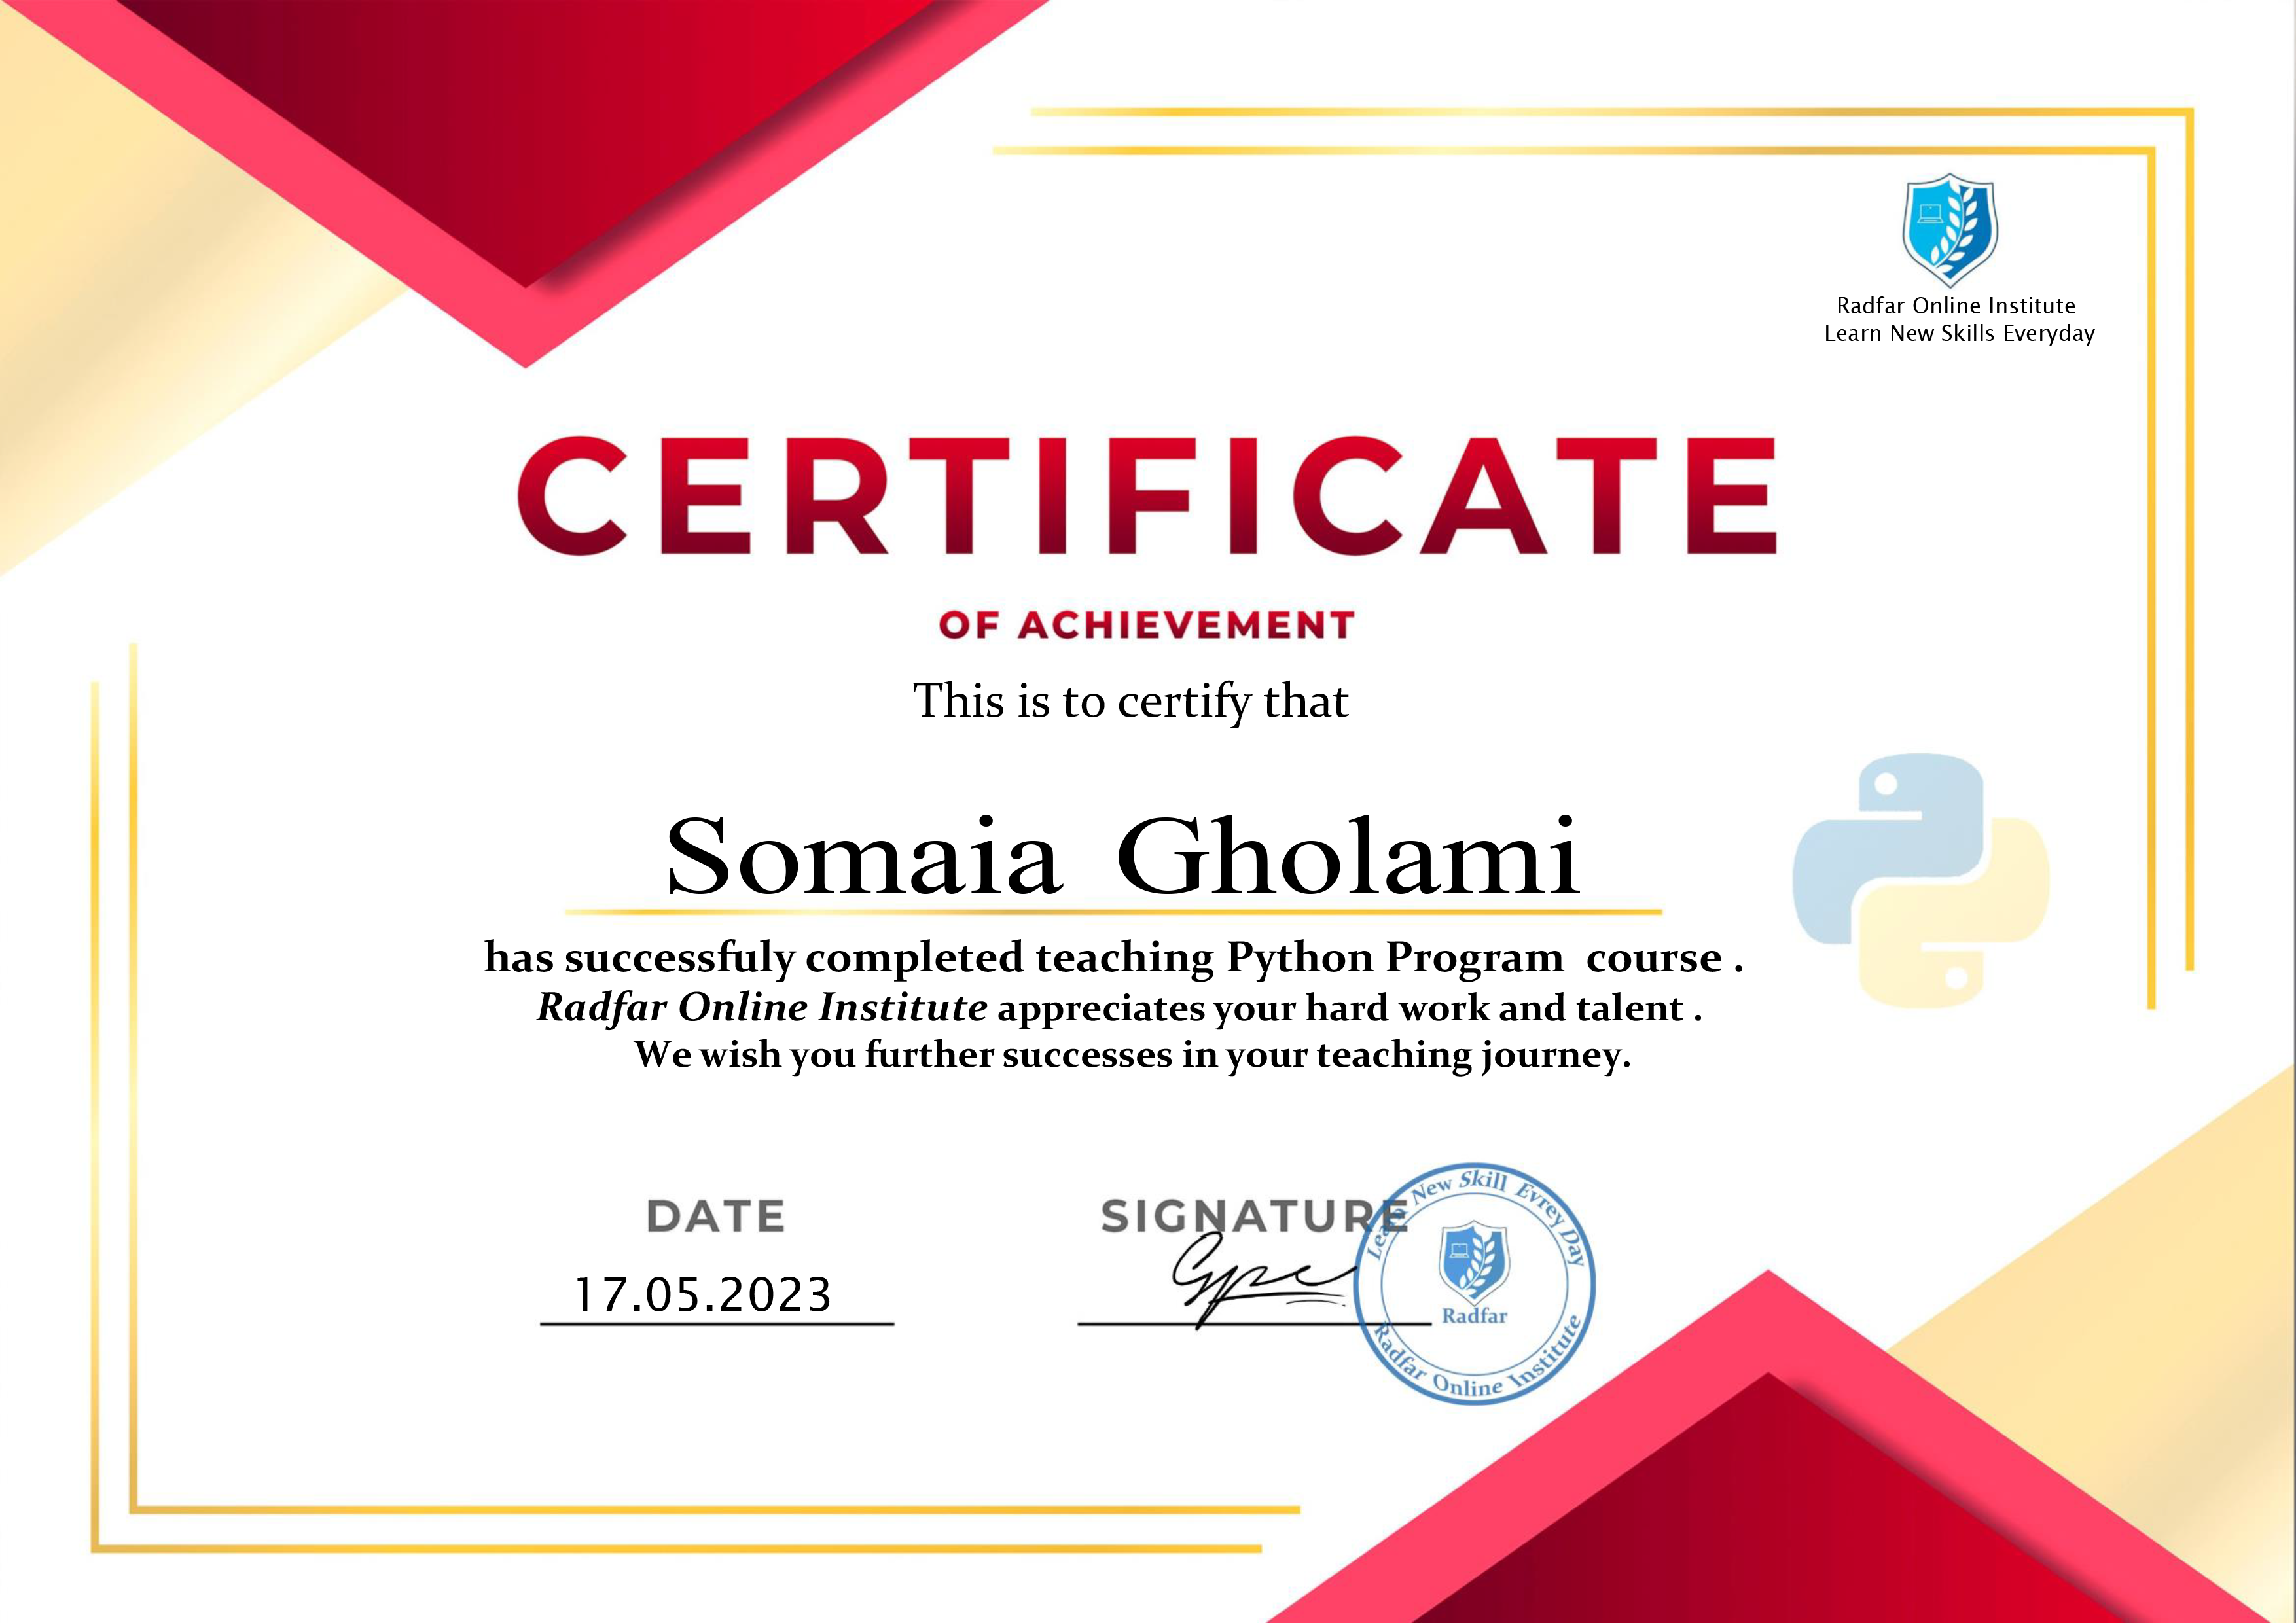 Radfar Online Institute
Learn New Skills Everyday
CERTIFICATE
OF ACHIEVEMENT
This is to certify that
Somaia Gholami
has successfuly completed teaching Python Program course .
Radfar Online Institute appreciates your hard work and talent .
We wish you further successes in your teaching journey.
DATE
17.05.2023
SIGNATURE
Learn New Skill Evrey Day
Radfar
Radfar Online Institute